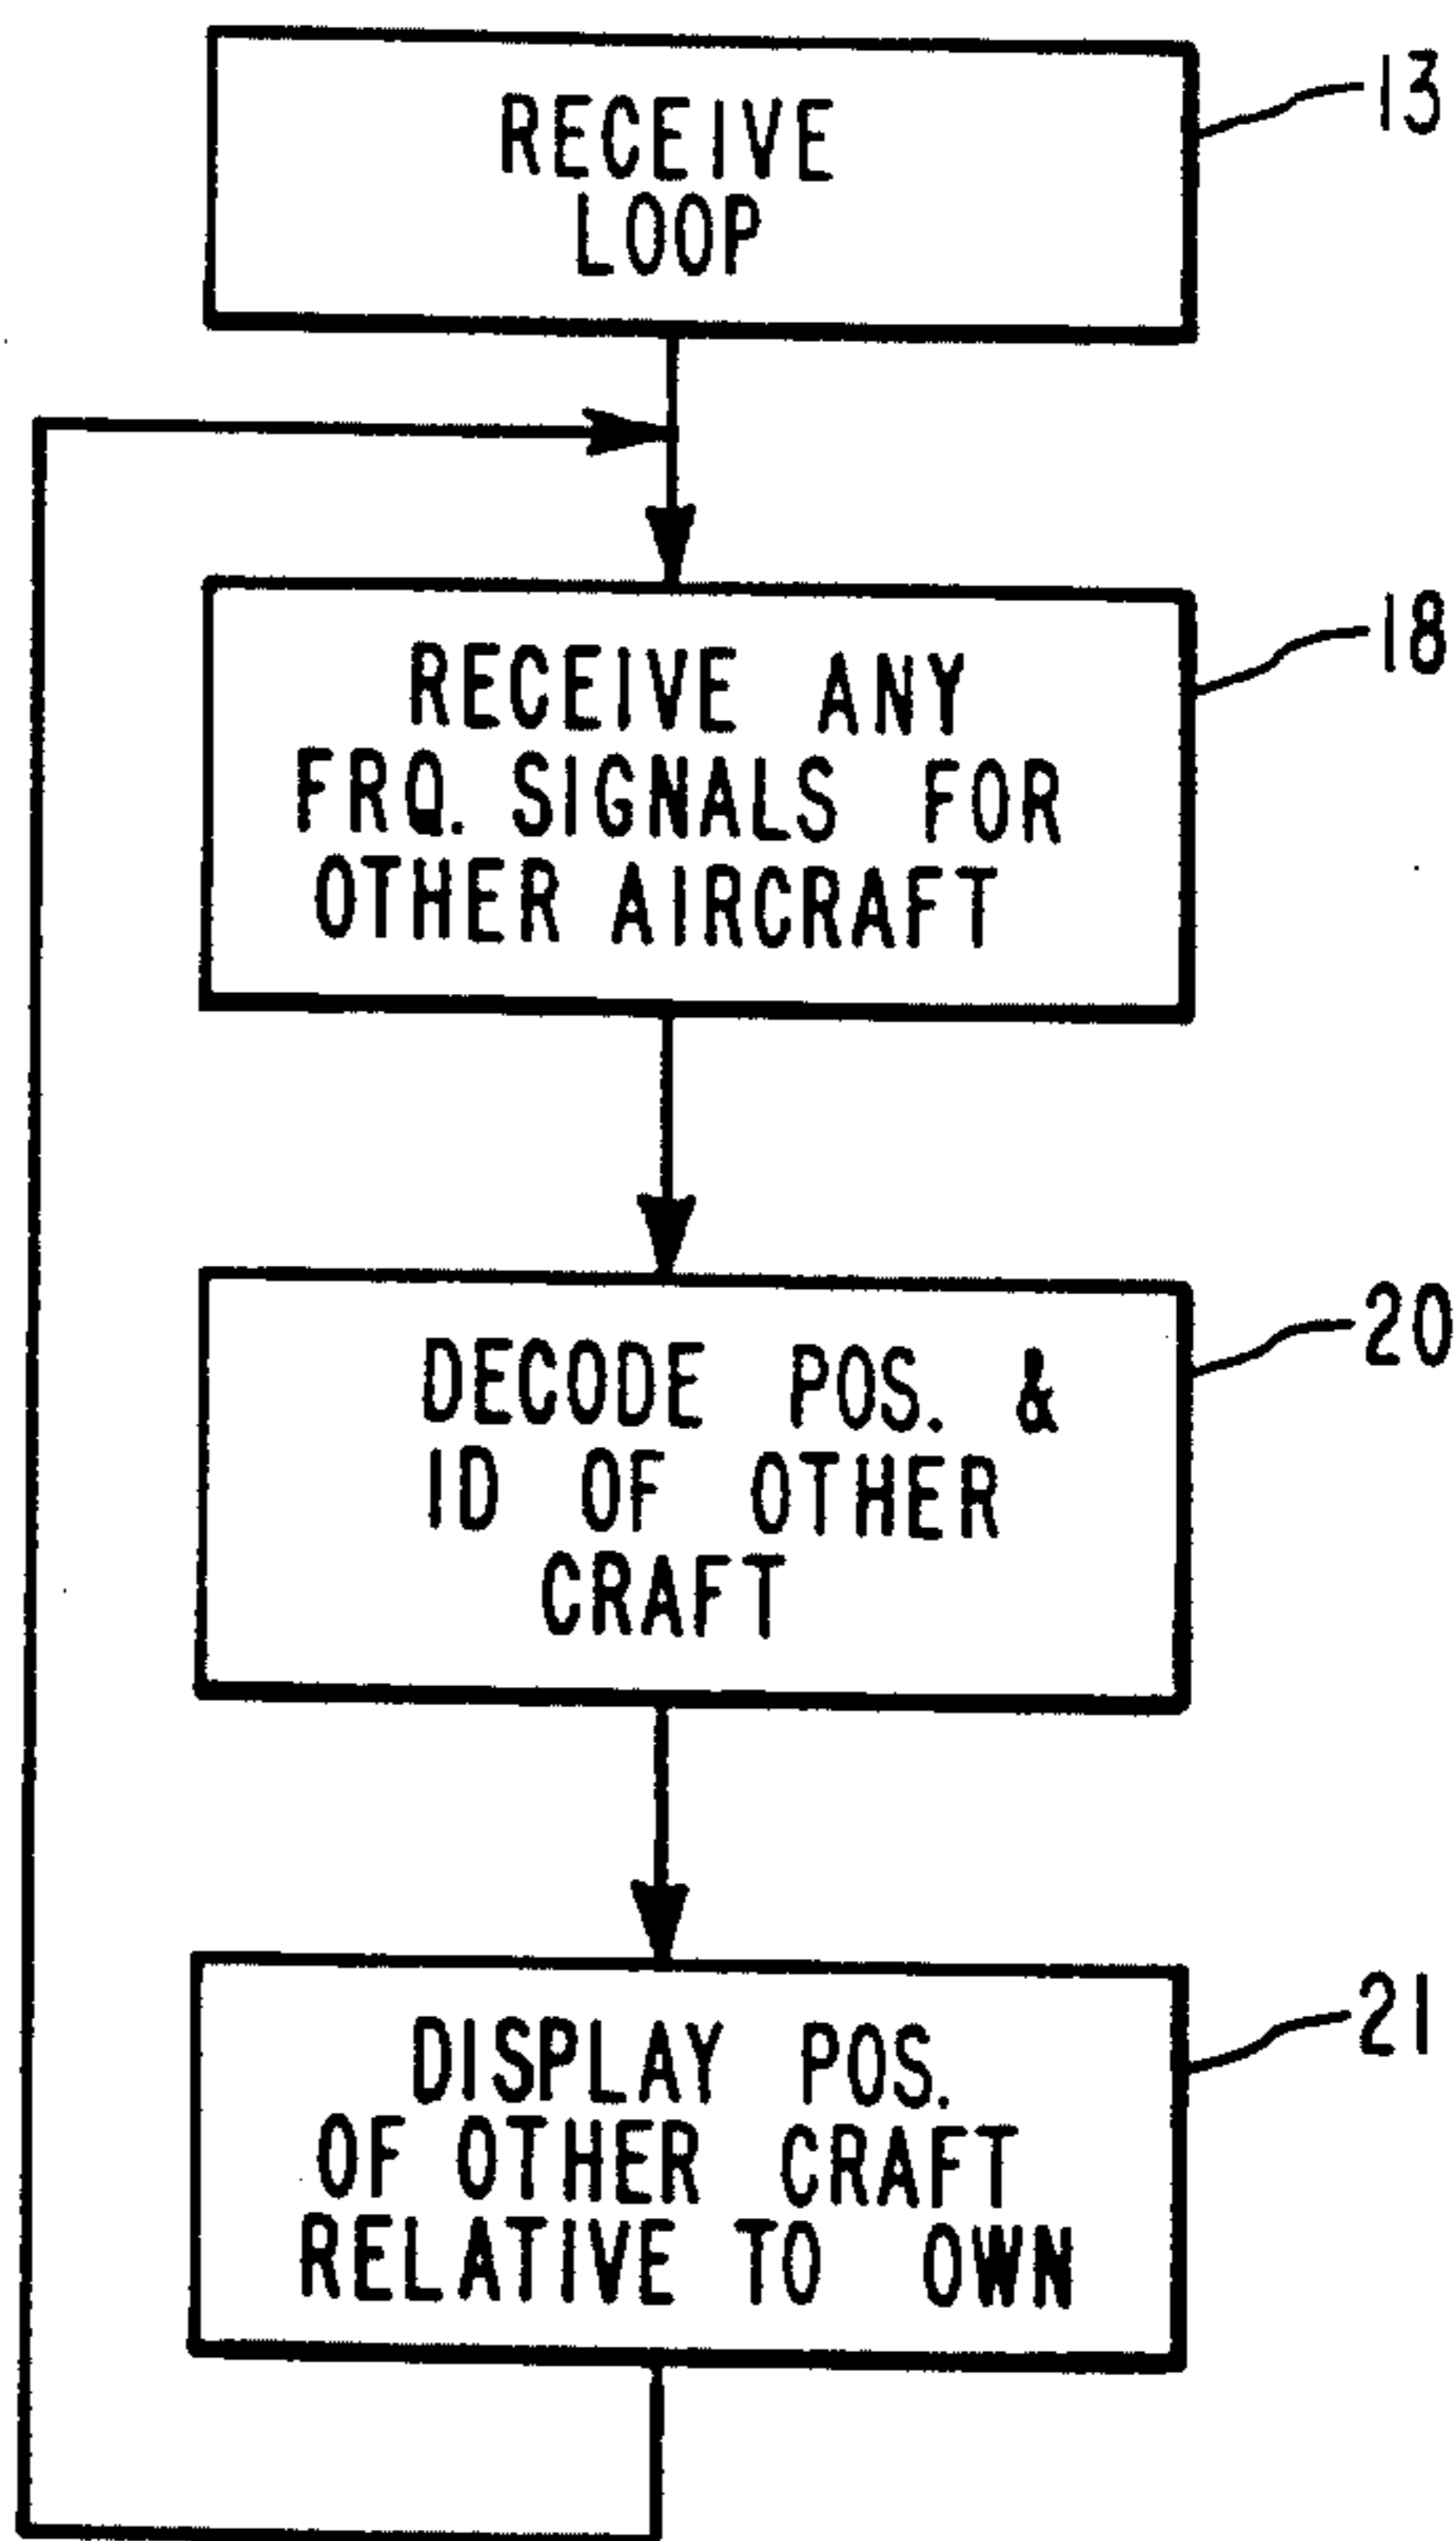 RECEIVE
LOOP
13
RECEIVE ANY
FRQ. SIGNALS FOR
OTHER AIRCRAFT
18
DECODE POS. &
ID OF OTHER
CRAFT
20
DISPLAY POS.
OF OTHER CRAFT
RELATIVE TO OWN
21